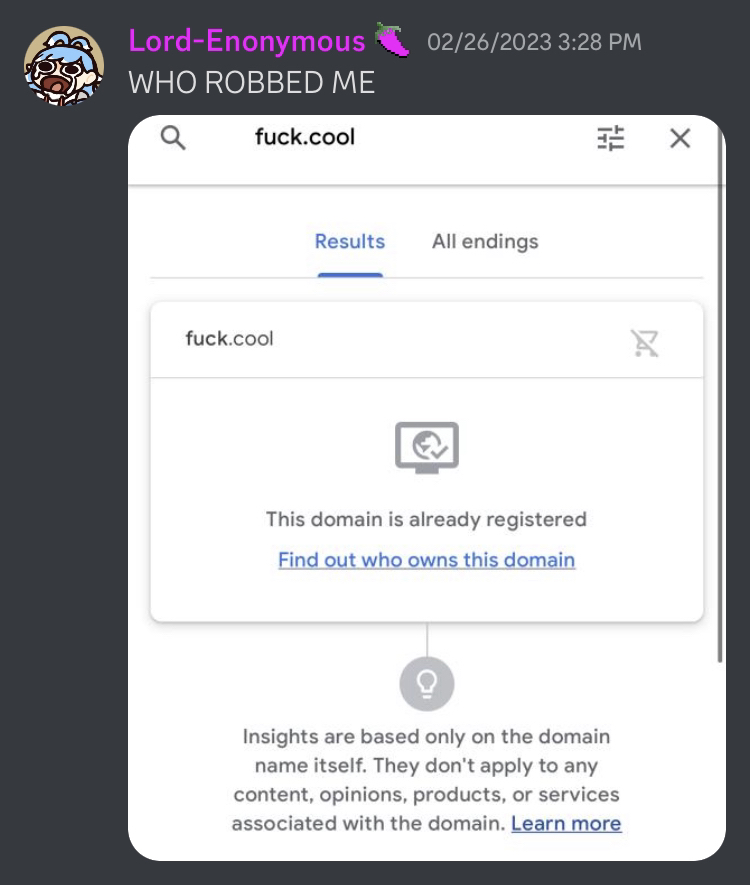 Lord-Enonymous 02/26/2023 3:28 PM
WHO ROBBED ME
fuck.cool
Results All endings
fuck.cool
This domain is already registered
Find out who owns this domain
Insights are based only on the domain
name itself. They don't apply to any
content, opinions, products, or services
associated with the domain. Learn more